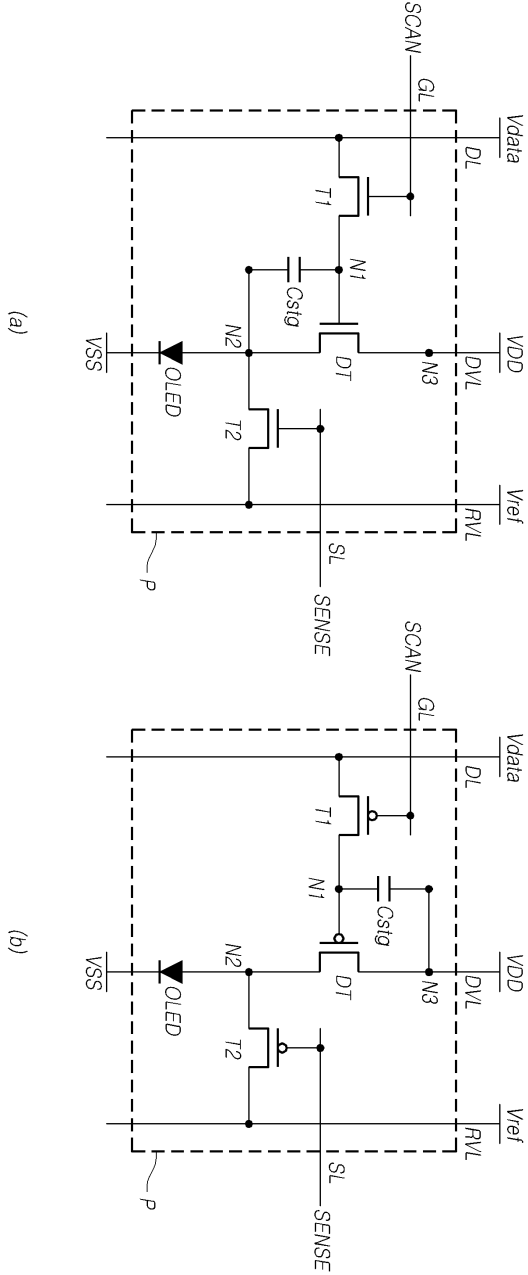 Vdata
VDD
Vref
SCAN
GL
DL
DVL
RVL
N3
T1
N1
DT
Cstg
SL
SENSE
N2
T2
OLED
VSS
P
(a)
Vdata
VDD
Vref
SCAN
GL
DL
DVL
RVL
N3
T1
Cstg
N1
DT
SL
SENSE
N2
T2
OLED
VSS
P
(b)